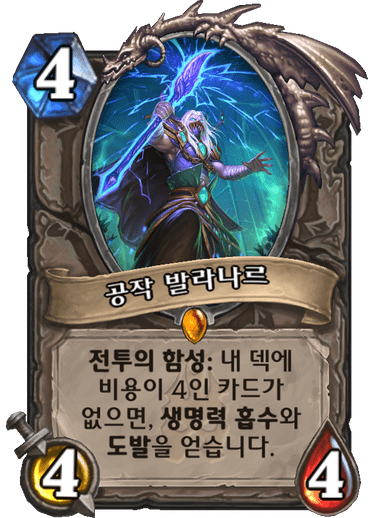 4
공작 발라나르
전투의 함성: 내 덱에
비용이 4인 카드가
없으면, 생명력 흡수와
도발을 얻습니다.
4
4